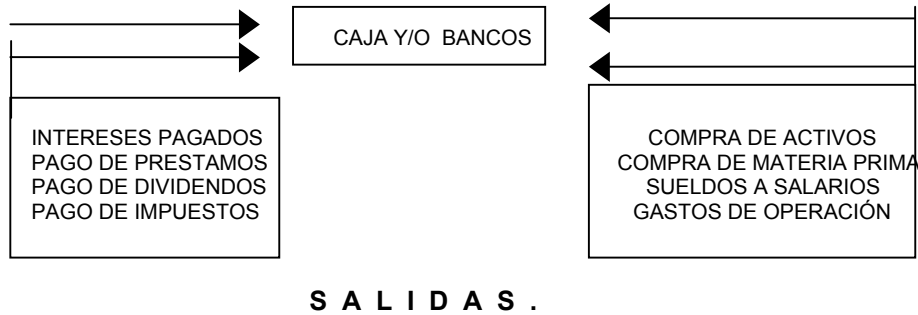 CAJA Y/O BANCOS
INTERESES PAGADOS
PAGO DE PRESTAMOS
PAGO DE DIVIDENDOS
PAGO DE IMPUESTOS
COMPRA DE ACTIVOS
COMPRA DE MATERIA PRIMA
SUELDOS A SALARIOS
GASTOS DE OPERACIÓN
S A L I D A S .